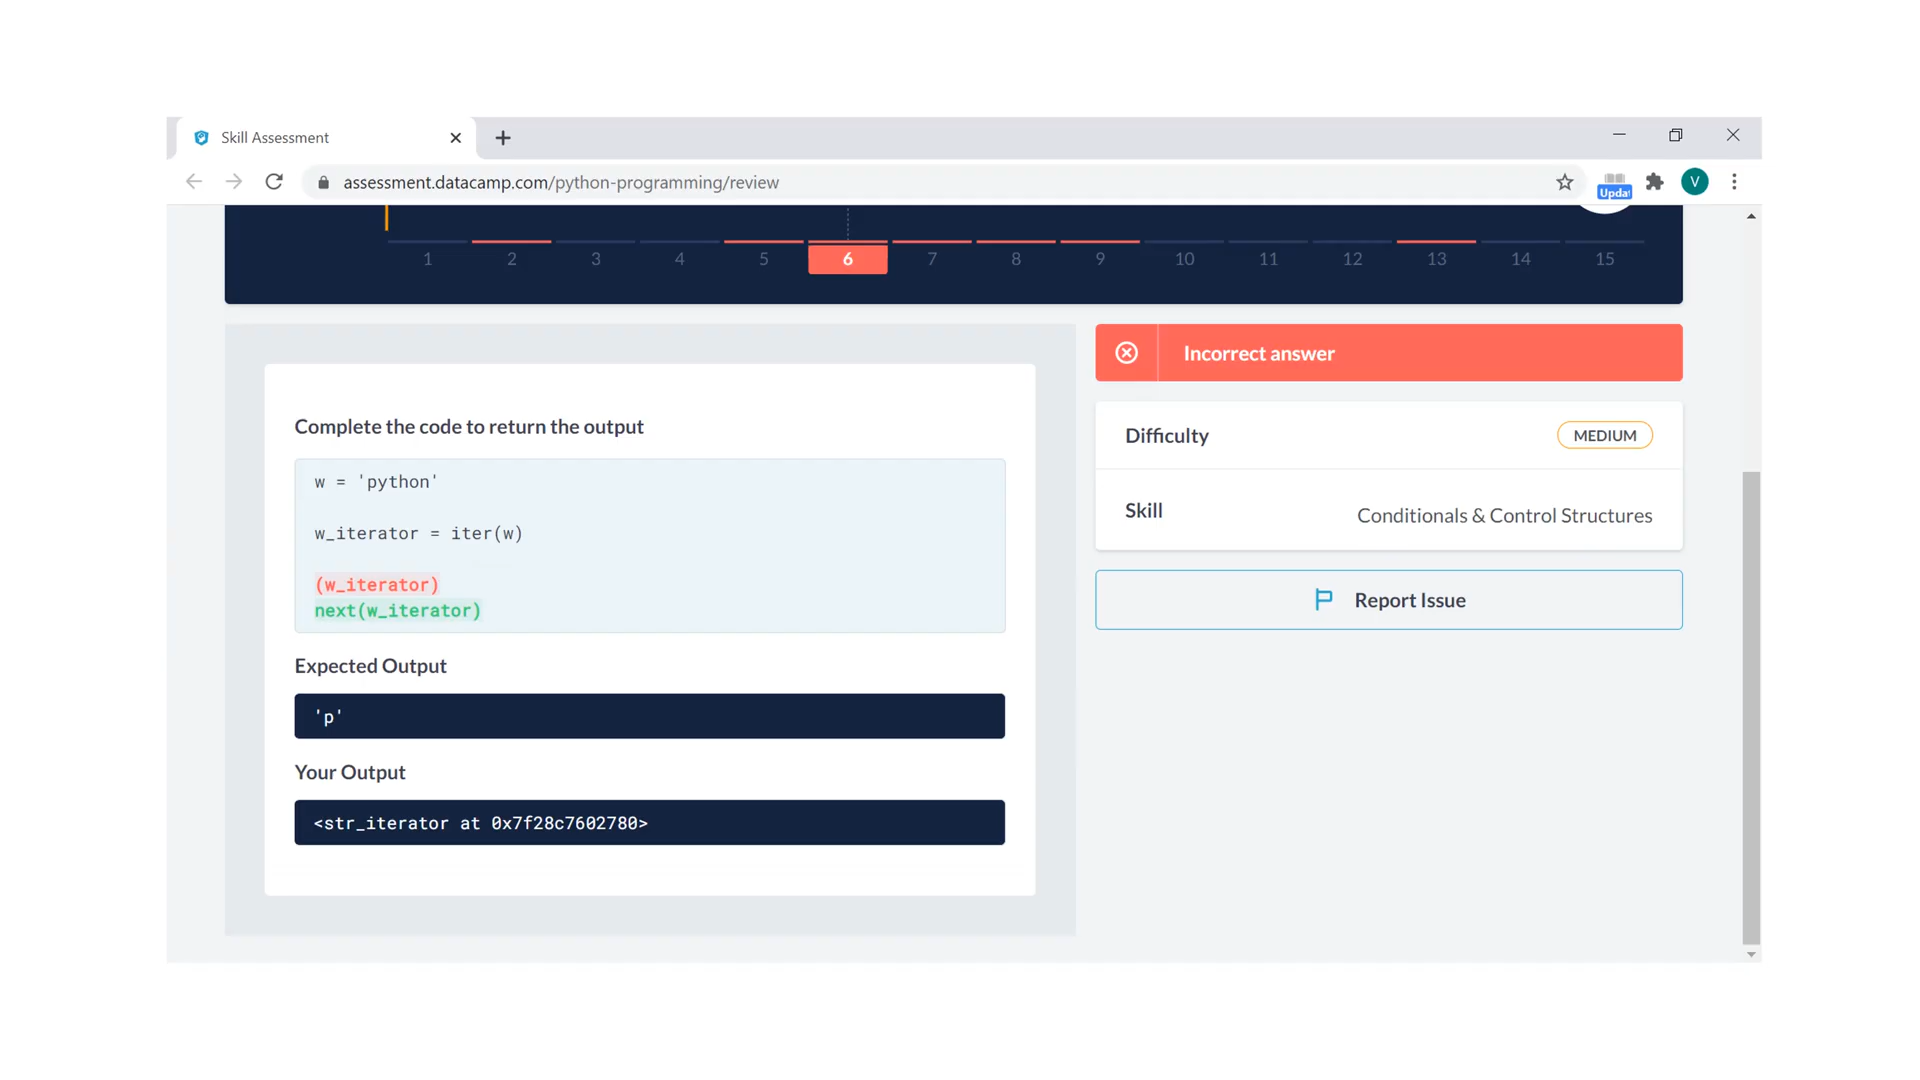 Skill Assessment
assessment.datacamp.com/python-programming/review
Updat
V
1 2 3 4 5 6 7 8 9 10 11 12 13 14 15
Complete the code to return the output
w = 'python'
w_iterator = iter(w)
(w_iterator)
next(w_iterator)
Expected Output
'p'
Your Output
<str_iterator at 0x7f28c7602780>
Incorrect answer
Difficulty
MEDIUM
Skill
Conditionals & Control Structures
Report Issue